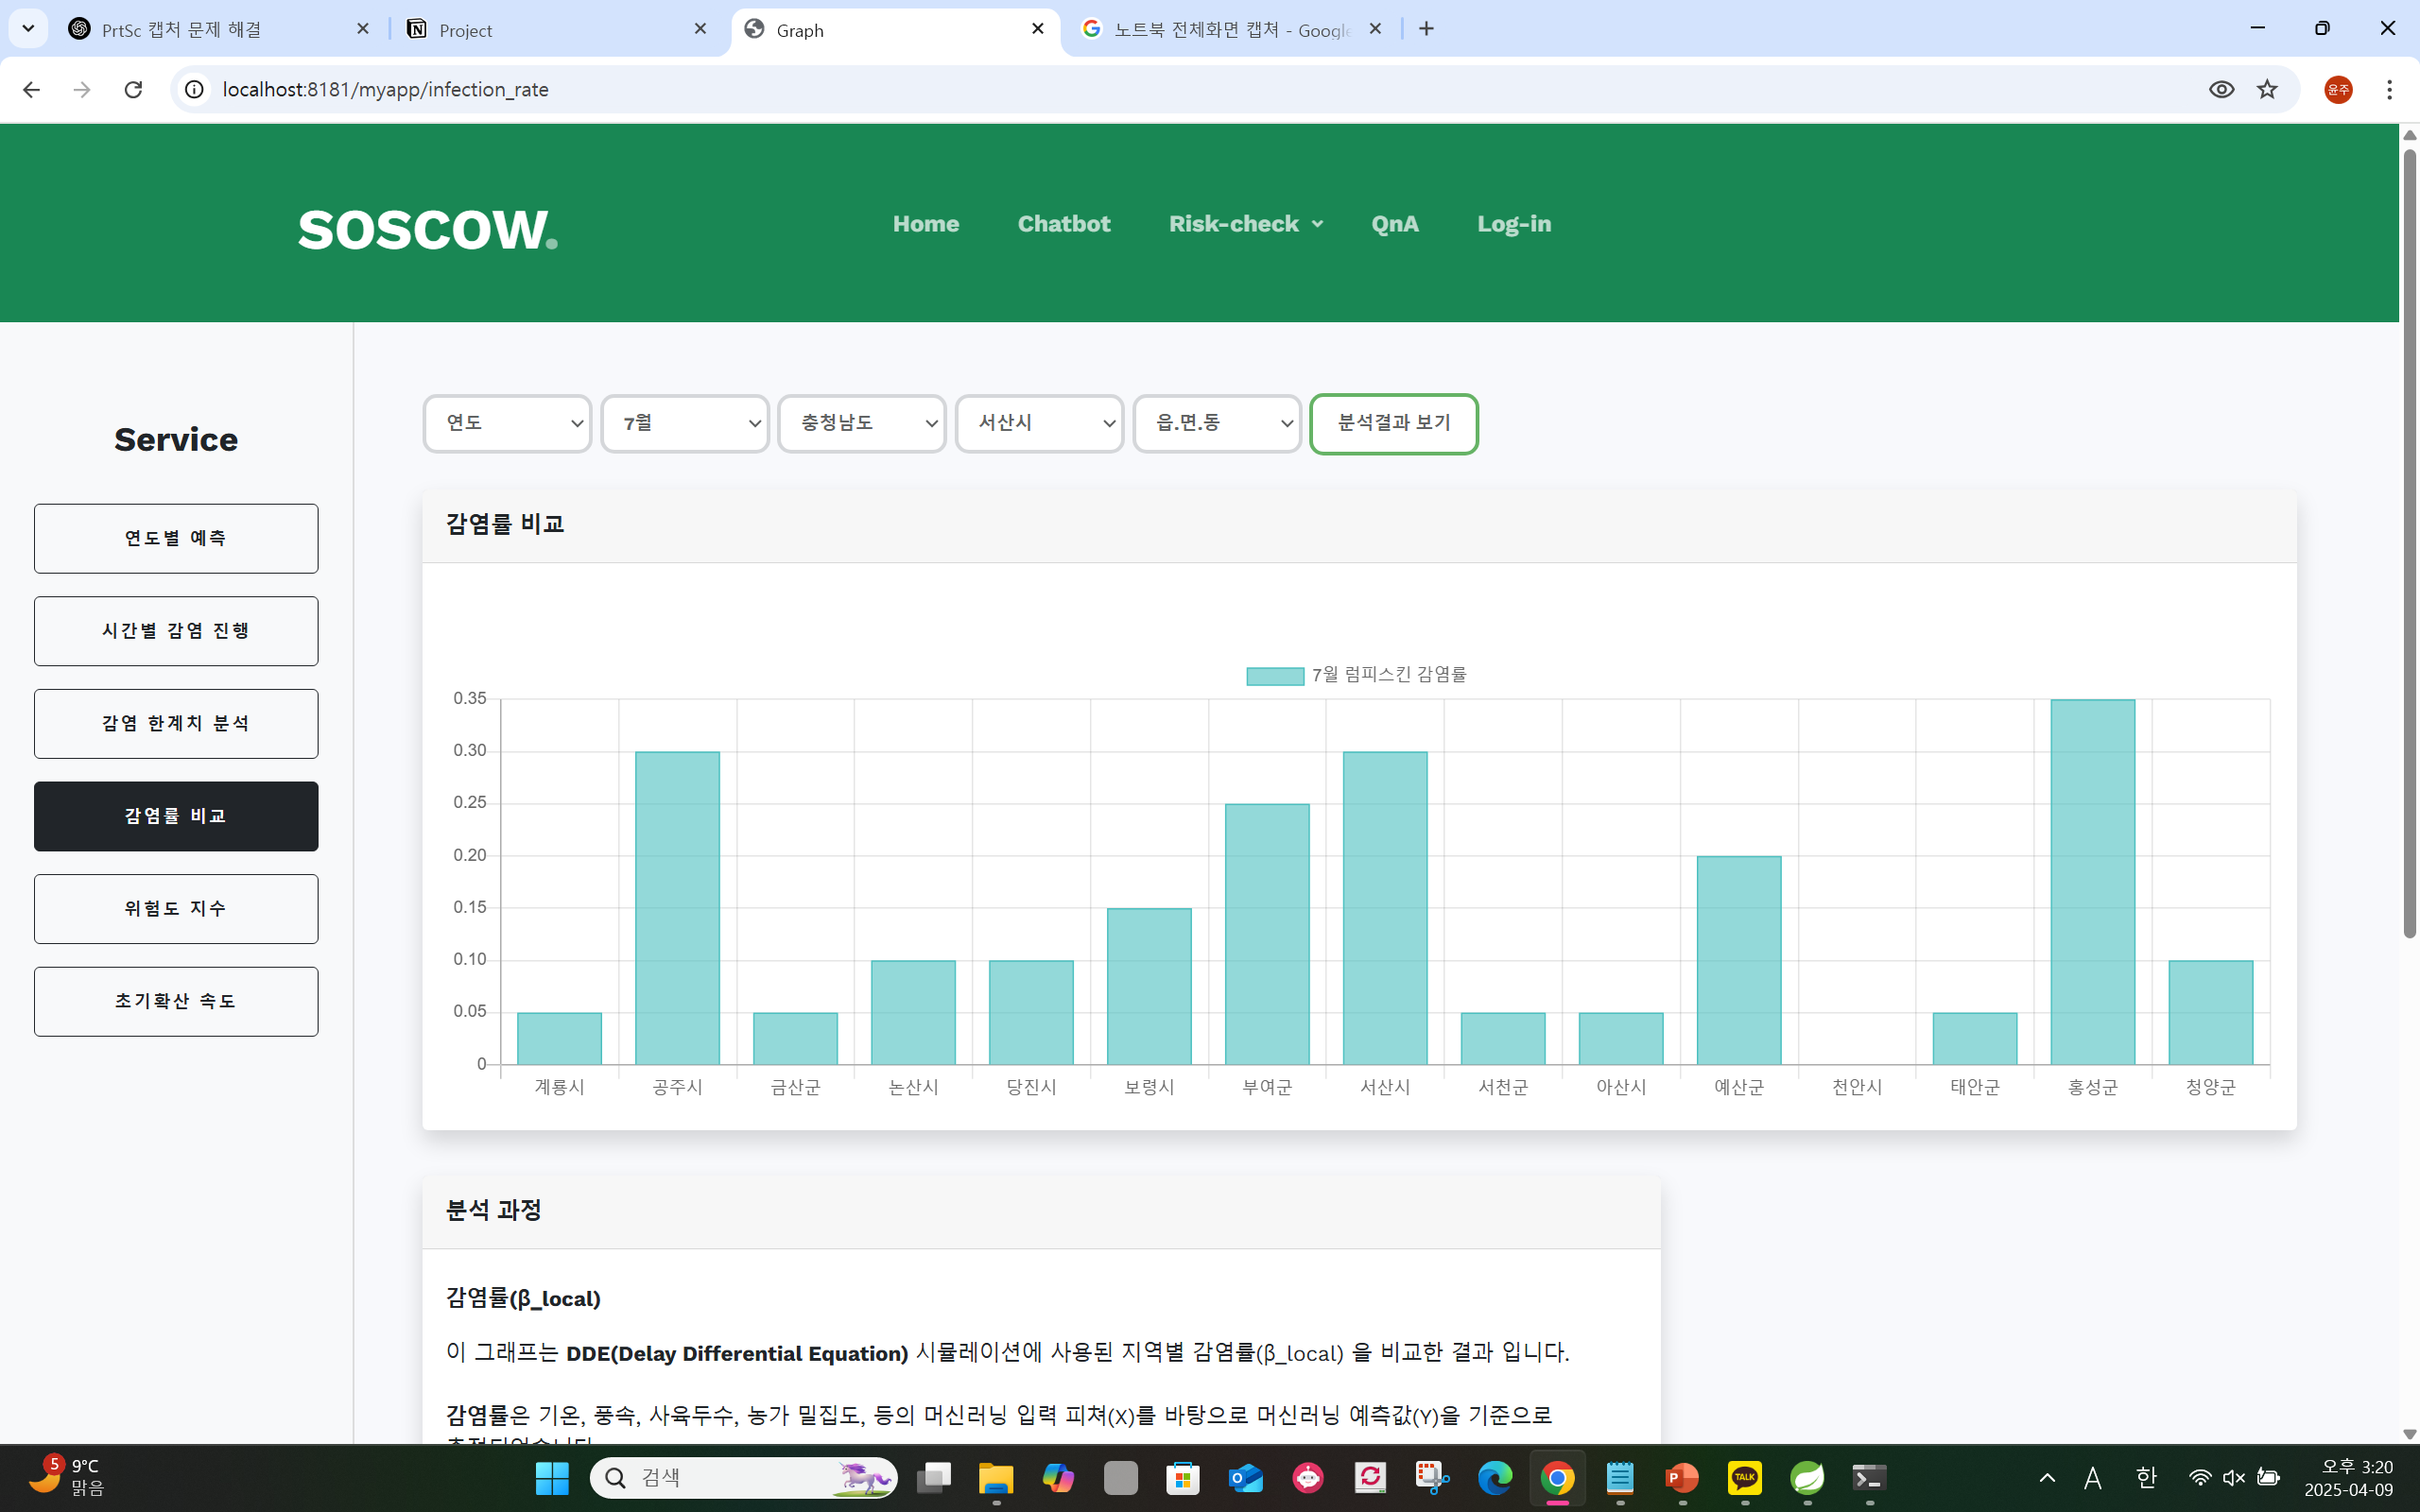 PrtSc 캡처 문제 해결
Project
Graph
노트북 전체화면 캡쳐 - Google
localhost:8181/myapp/infection_rate
윤주
soscow.
Home Chatbot Risk-check QnA Log-in
Service
연도별 예측
시간별 감염 진행
감염 한계치 분석
감염률 비교
위험도 지수
초기확산 속도
연도 7월 충청남도 서산시 읍.면.동 분석결과 보기
감염률 비교
7월 럼피스킨 감염률
0.35
0.30
0.25
0.20
0.15
0.10
0.05
0
계룡시 공주시 금산군 논산시 당진시 보령시 부여군 서산시 서천군 아산시 예산군 천안시 태안군 홍성군 청양군
분석 과정
감염률(β_local)
이 그래프는 DDE(Delay Differential Equation) 시뮬레이션에 사용된 지역별 감염률(β_local) 을 비교한 결과 입니다.
감염률은 기온, 풍속, 사육두수, 농가 밀집도, 등의 머신러닝 입력 피쳐(X)를 바탕으로 머신러닝 예측값(Y)을 기준으로
5
9°C
맑음
검색
TALK
A 한
오후 3:20
2025-04-09